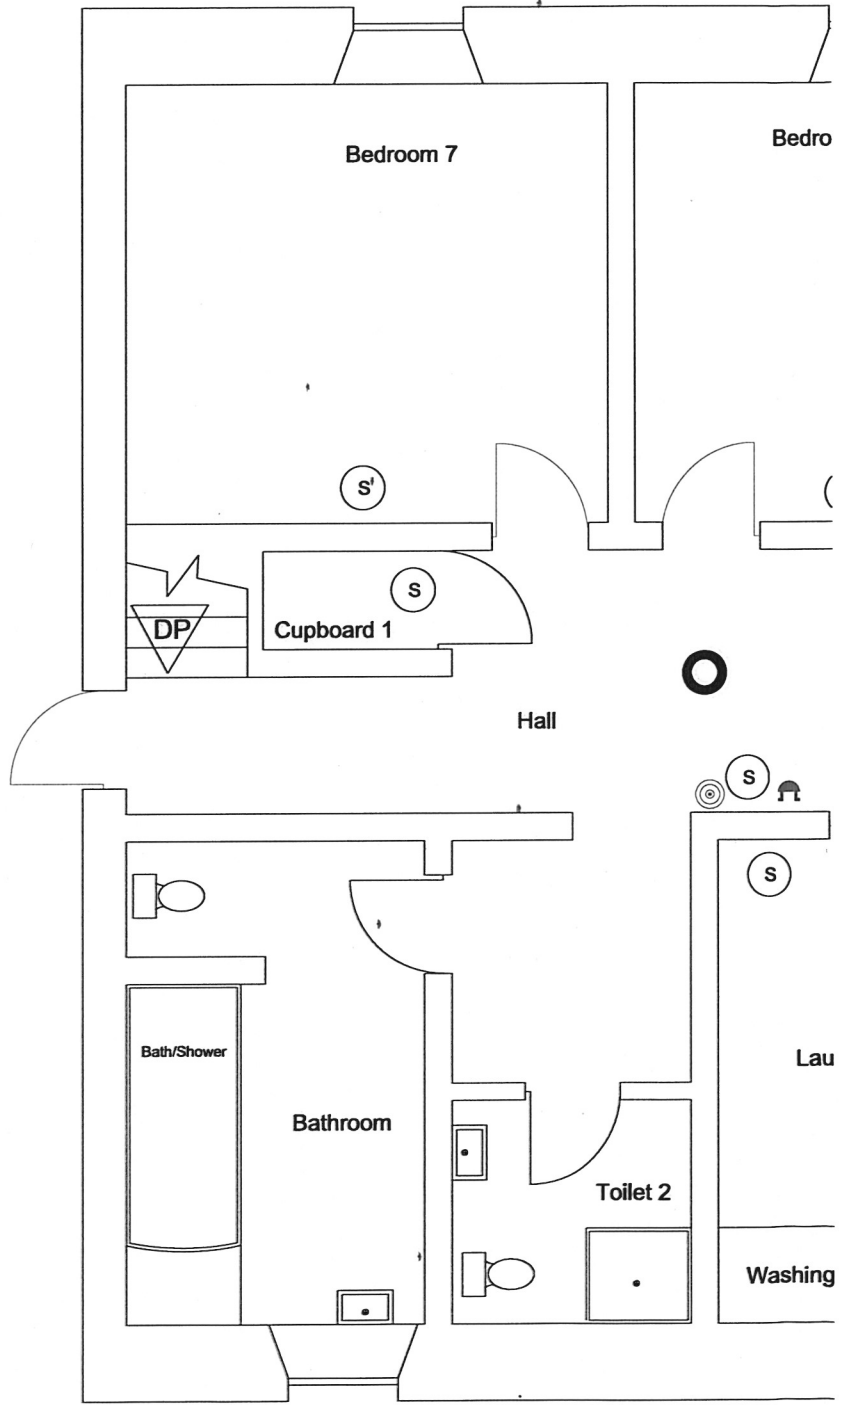 Bedroom 7
Bedro
S
S
DP
Cupboard 1
Hall
S
S
Bath/Shower
Lau
Bathroom
Toilet 2
Washing